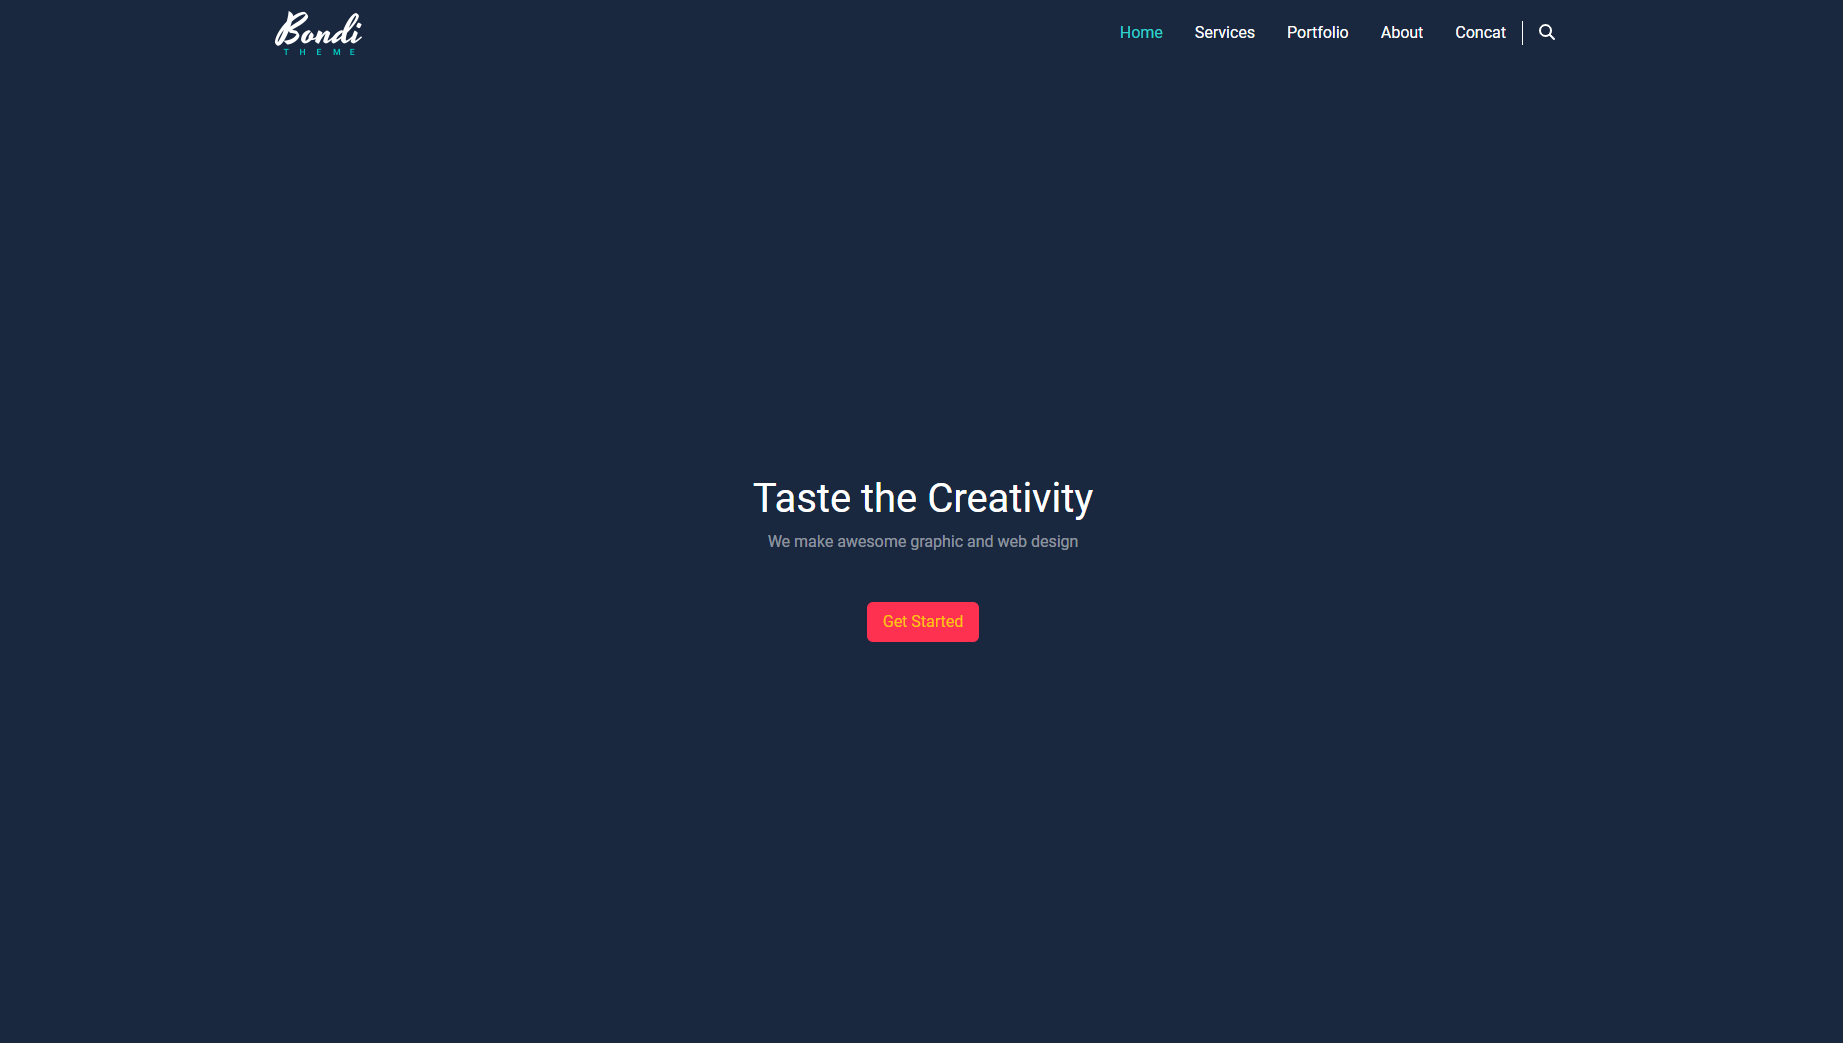 Bondi
THEME
Home Services Portfolio About Concat
Taste the Creativity
We make awesome graphic and web design
Get Started